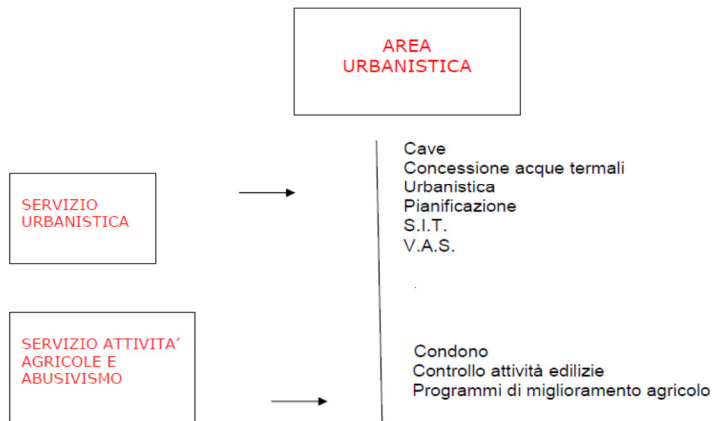 AREA
URBANISTICA
Cave
Concessione acque termali
Urbanistica
Pianificazione
S.I.T.
V.A.S.
SERVIZIO
URBANISTICA
SERVIZIO ATTIVITA’
AGRICOLE E
ABUSIVISMO
Condono
Controllo attività edilizie
Programmi di miglioramento agricolo